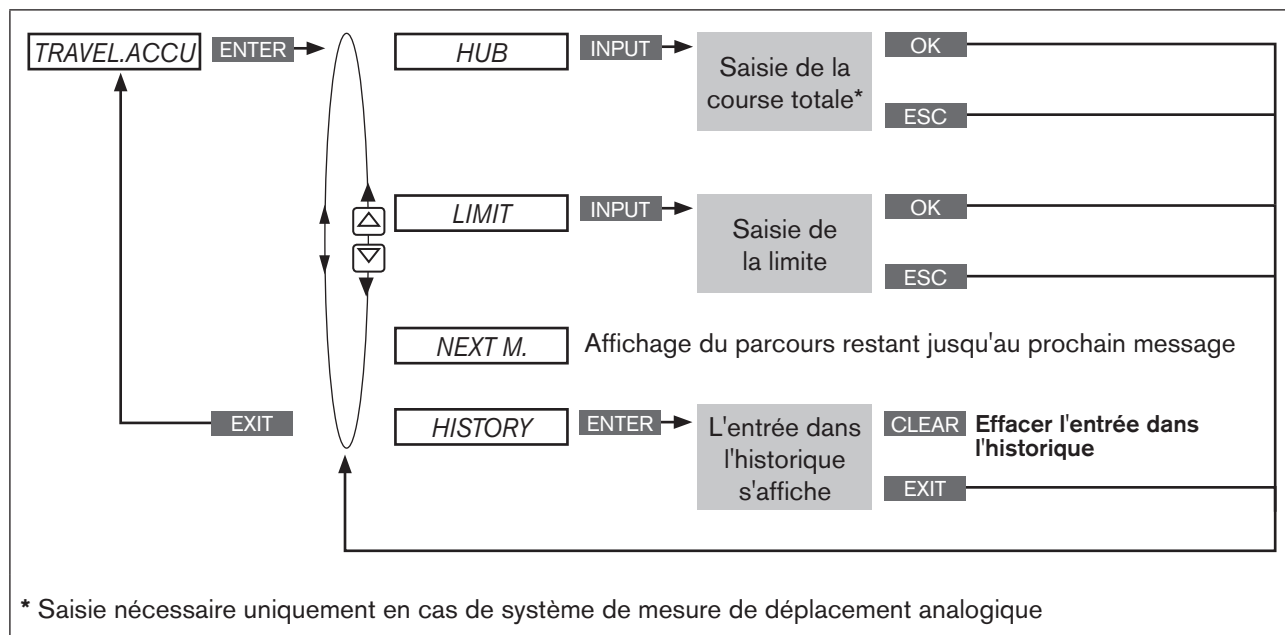 TRAVEL.ACCU
ENTER
HUB
INPUT
Saisie de la
course totale*
OK
ESC
LIMIT
INPUT
Saisie de
la limite
OK
ESC
NEXT M.
Affichage du parcours restant jusqu'au prochain message
EXIT
HISTORY
ENTER
L'entrée dans
l'historique
s'affiche
CLEAR
Effacer l'entrée dans
l'historique
EXIT
* Saisie nécessaire uniquement en cas de système de mesure de déplacement analogique